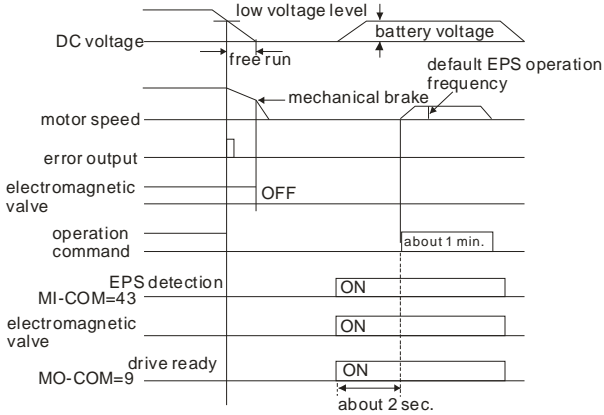 low voltage level
DC voltage
battery voltage
free run
default EPS operation
frequency
mechanical brake
motor speed
error output
electromagnetic
valve
OFF
operation
command
about 1 min.
EPS detection
MI-COM=43
ON
electromagnetic
valve
ON
drive ready
MO-COM=9
ON
about 2 sec.